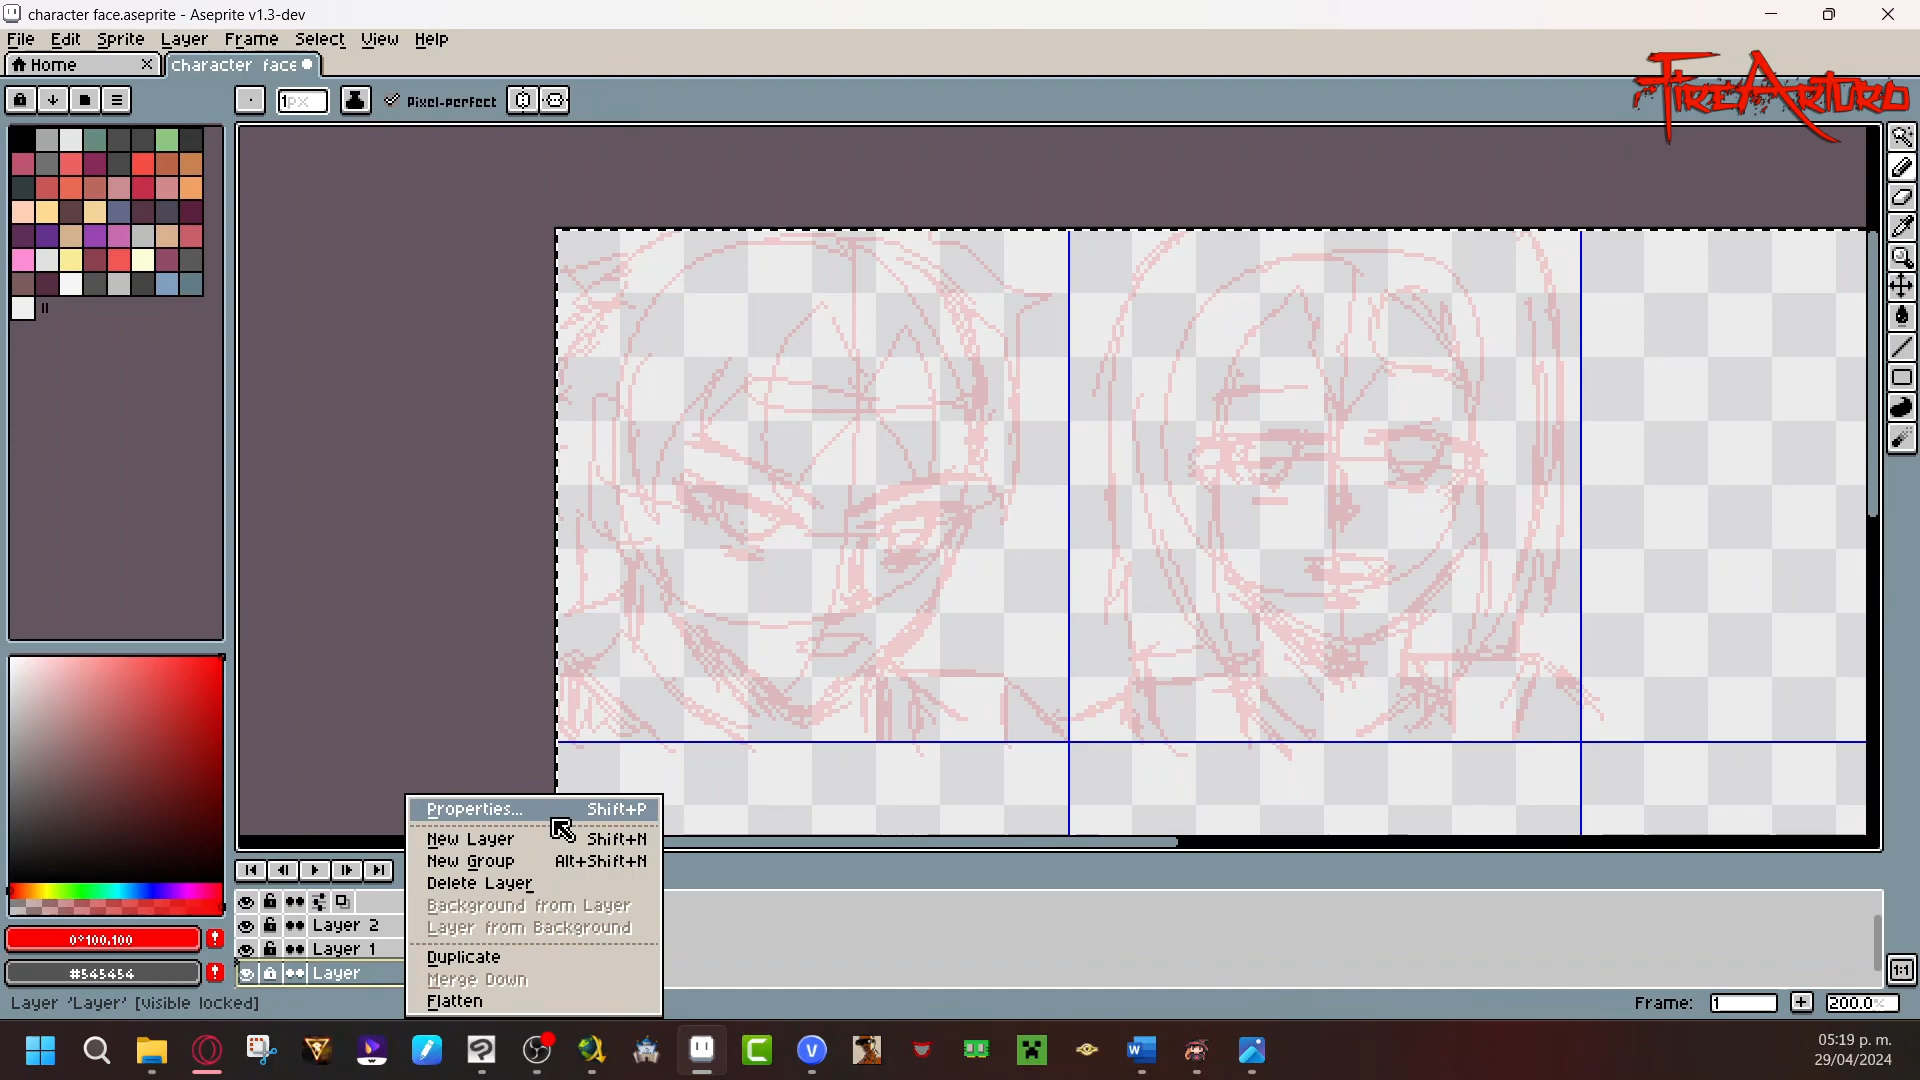 character face.aseprite - Aseprite v1.3-dev
File Edit Sprite Layer Frame Select View Help
Home
character face
FireArturo
1px
Pixel-perfect
Properties... Shift+P
New Layer Shift+N
New Group Alt+Shift+N
Delete Layer
Background from Layer
Layer from Background
Duplicate
Merge Down
Flatten
Layer 2
Layer 1
Layer
0°100.100
#545454
1:1
Layer 'Layer' [visible locked]
Frame: 1
200.0
05:19 p. m.
29/04/2024